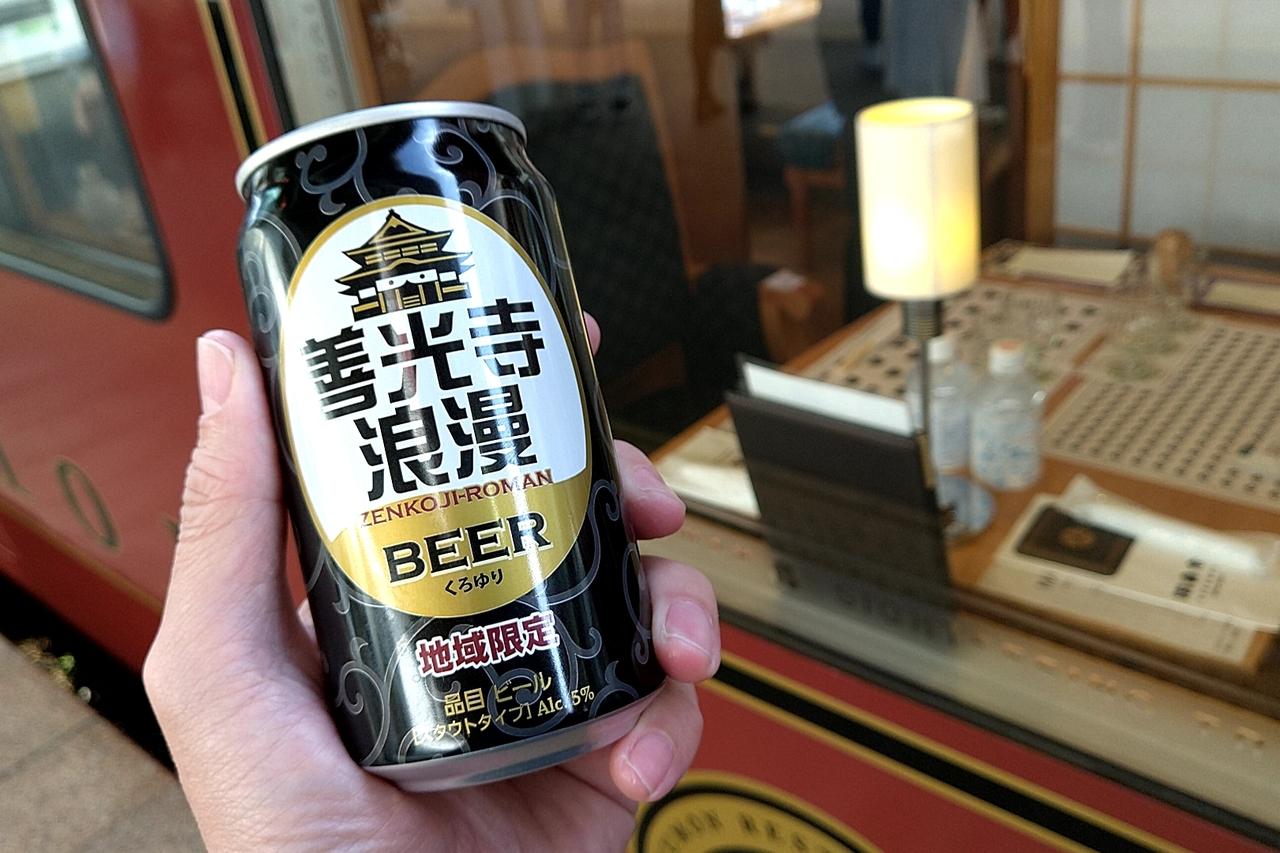 善光寺
浪漫
ZENKOJI-ROMAN
BEER
くろゆり
地域限定
品目 ビール
[スタウトタイプ] Alc.5%